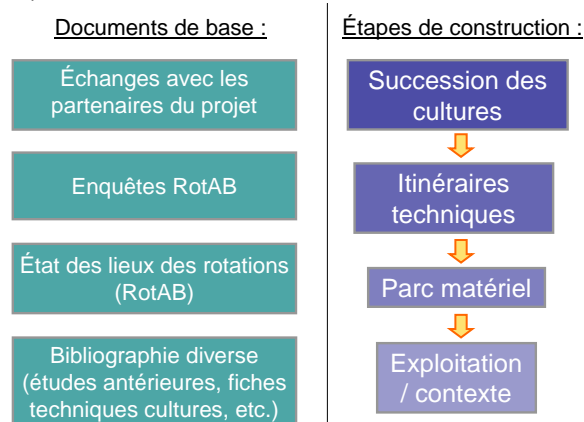 Documents de base :
Échanges avec les
partenaires du projet
Enquêtes RotAB
État des lieux des rotations
(RotAB)
Bibliographie diverse
(études antérieures, fiches
techniques cultures, etc.)
Étapes de construction :
Succession des
cultures
Itinéraires
techniques
Parc matériel
Exploitation
/ contexte